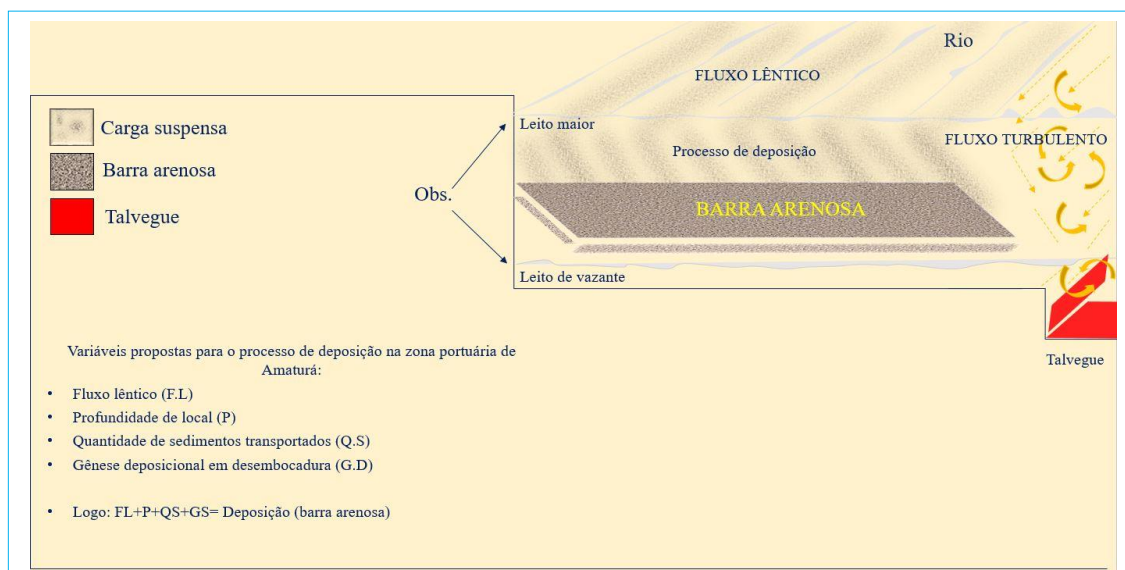 Rio
FLUXO LÊNTICO
Carga suspensa
Leito maior
Processo de deposição
FLUXO TURBULENTO
Barra arenosa
Obs.
BARRA ARENOSA
Talvegue
Leito de vazante
Talvegue
Variáveis propostas para o processo de deposição na zona portuária de
Amaturá:
• Fluxo lêntico (F.L)
• Profundidade de local (P)
• Quantidade de sedimentos transportados (Q.S)
• Gênese deposicional em desembocadura (G.D)
• Logo: FL+P+QS+GS= Deposição (barra arenosa)